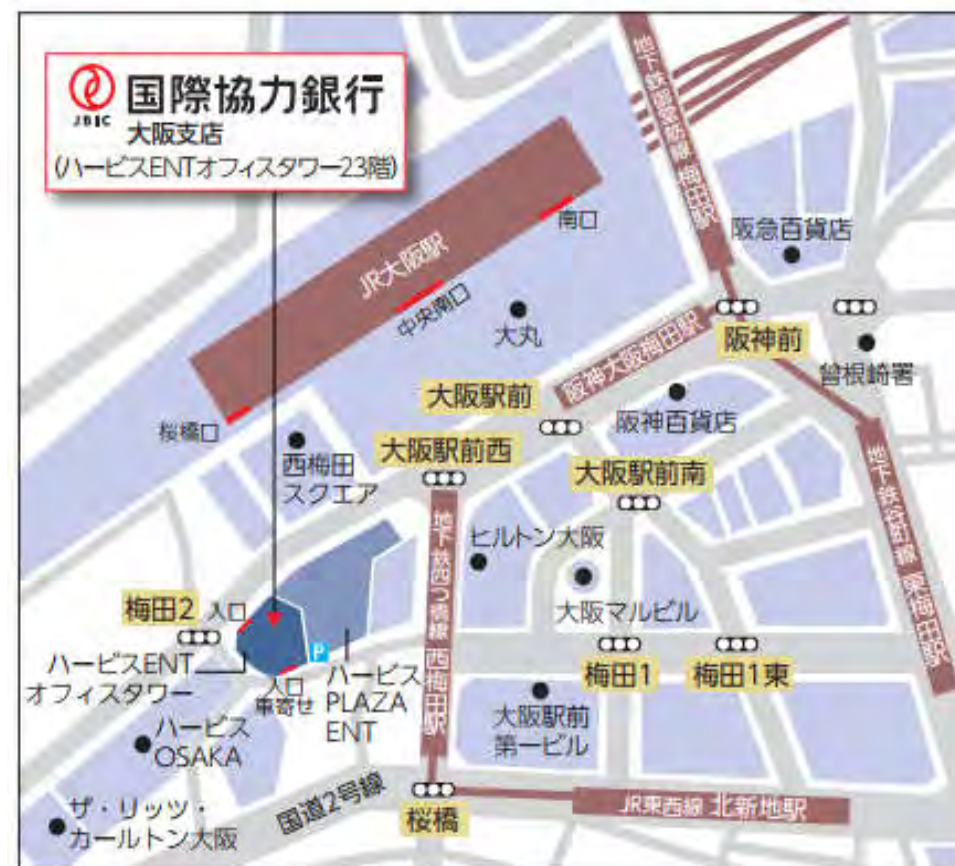 JBIC
国際協力銀行
大阪支店
(ハービスENTオフィスタワー23階)
地下鉄御堂筋線 梅田駅
南口
阪急百貨店
JR大阪駅
中央南口
大丸
阪神大阪梅田駅
阪神前
曽根崎署
大阪駅前
阪神百貨店
桜橋口
西梅田
スクエア
大阪駅前西
大阪駅前南
地下鉄谷町線 東梅田駅
地下鉄四つ橋線 西梅田駅
ヒルトン大阪
大阪マルビル
梅田2
入口
P
梅田1
梅田1東
ハービスENT
オフィスタワー
入口
車寄せ
ハービス
PLAZA
ENT
大阪駅前
第一ビル
ハービス
OSAKA
国道2号線
桜橋
JR東西線 北新地駅
ザ・リッツ・
カールトン大阪